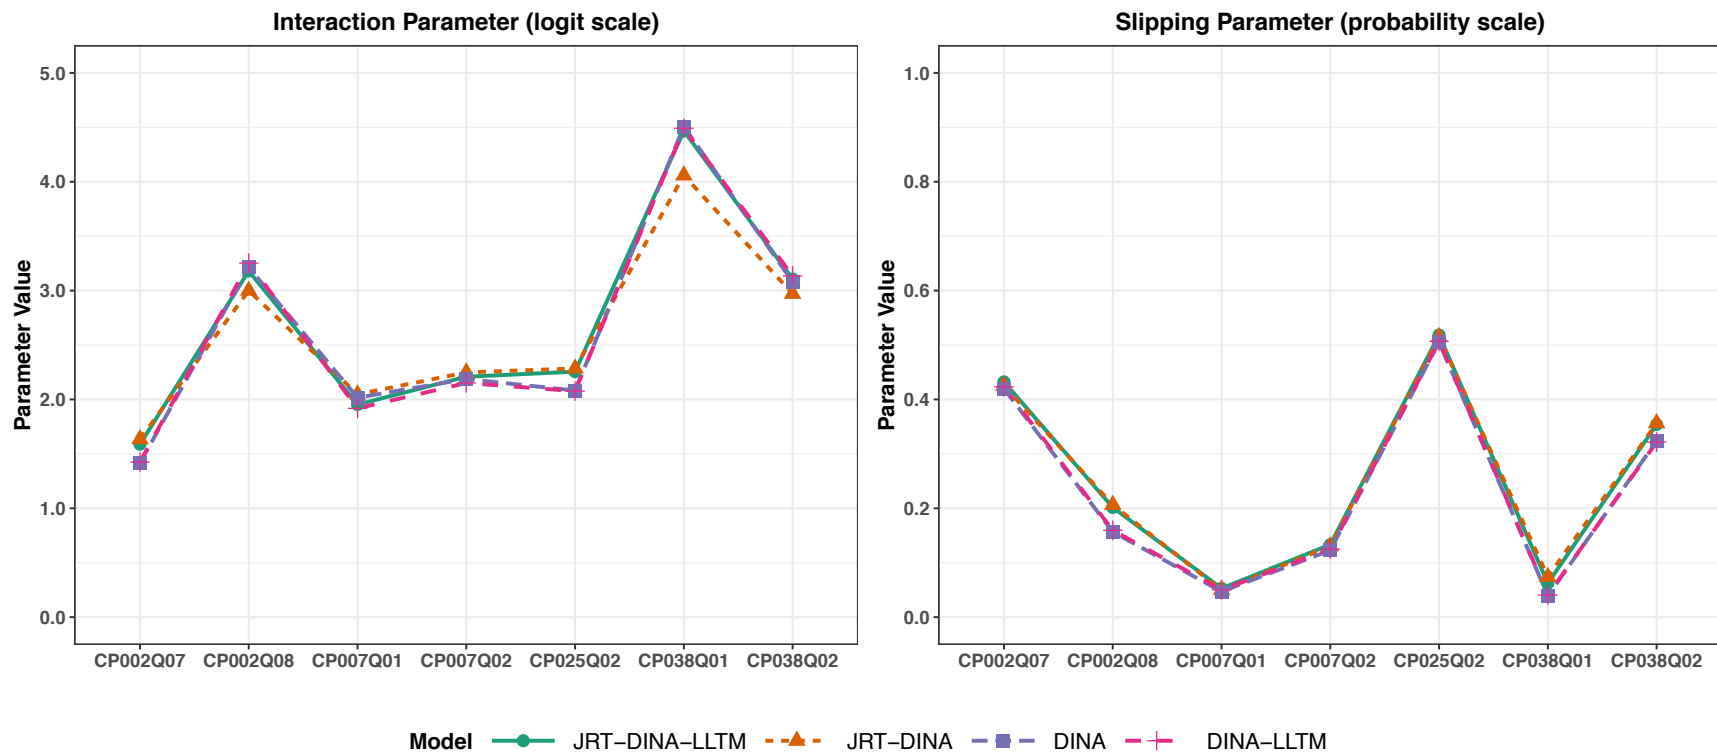 Interaction Parameter (logit scale)
Slipping Parameter (probability scale)
Parameter Value
5.0
4.0
3.0
2.0
1.0
0.0
CP002Q07 CP002Q08 CP007Q01 CP007Q02 CP025Q02 CP038Q01 CP038Q02
Parameter Value
1.0
0.8
0.6
0.4
0.2
0.0
CP002Q07 CP002Q08 CP007Q01 CP007Q02 CP025Q02 CP038Q01 CP038Q02
Model JRT−DINA−LLTM JRT−DINA DINA DINA−LLTM